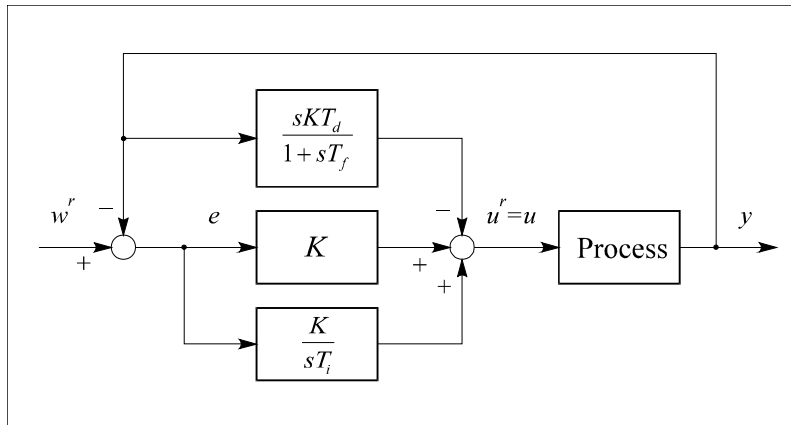 sKT_d
1 + sT_f
w^r
−
+
e
K
K
sT_i
−
+
+
u^r=u
Process
y